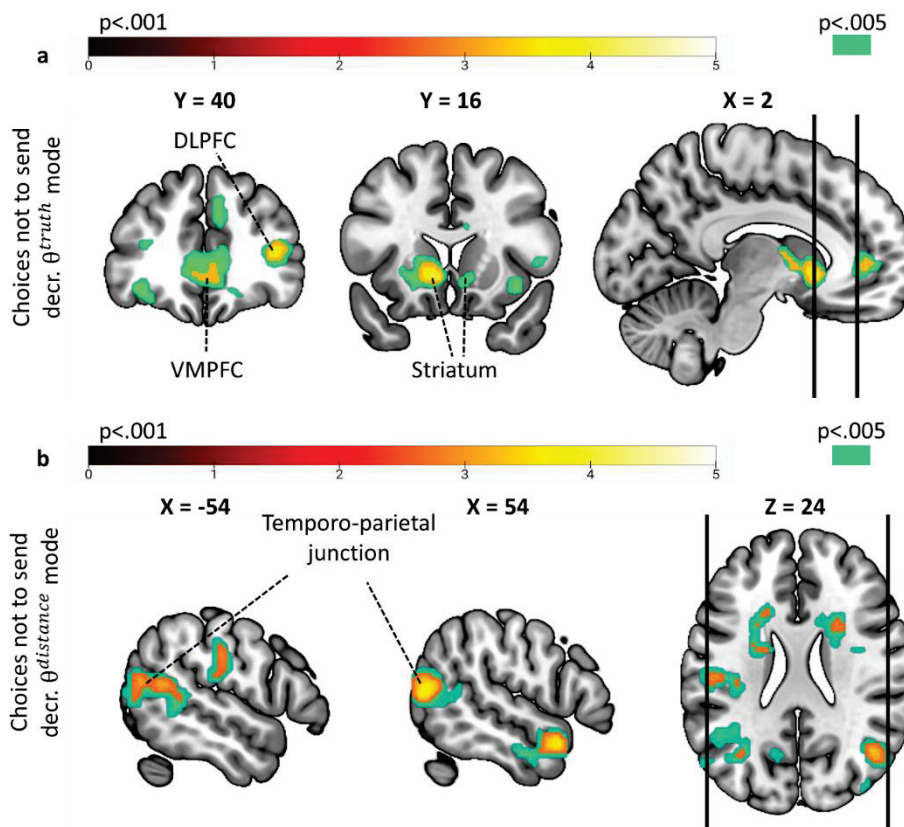 p<.001
p<.005
a
0 1 2 3 4 5
Y = 40
Y = 16
X = 2
DLPFC
Choices not to send
decr. θ^truth mode
VMPFC
Striatum
p<.001
p<.005
b
0 1 2 3 4 5
X = -54
X = 54
Z = 24
Temporo-parietal
junction
Choices not to send
decr. θ^distance mode